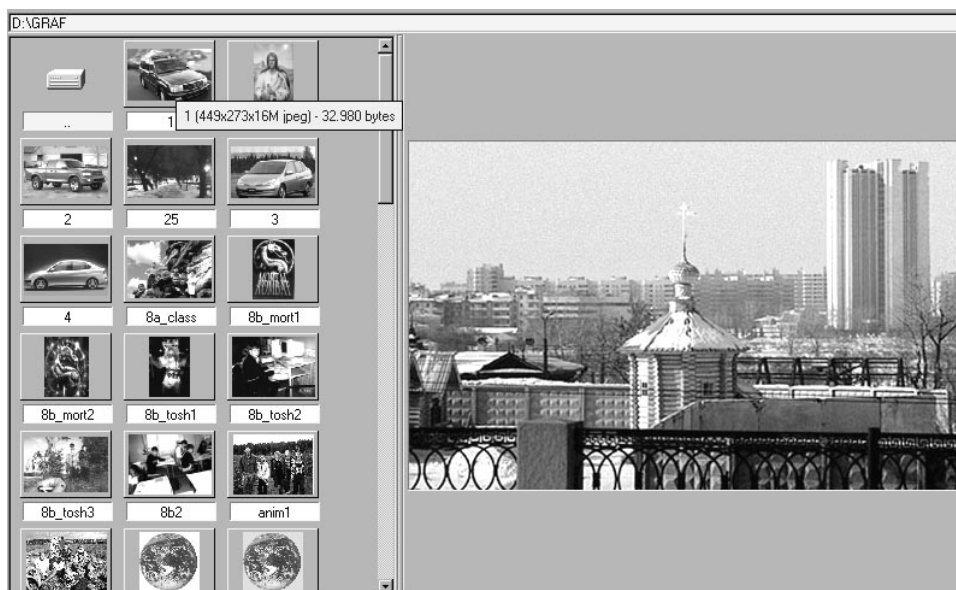 D:\GRAF
..
1
1 (449x273x16M jpeg) - 32.980 bytes
2
25
3
4
8a_class
8b_mort1
8b_mort2
8b_tosh1
8b_tosh2
8b_tosh3
8b2
anim1